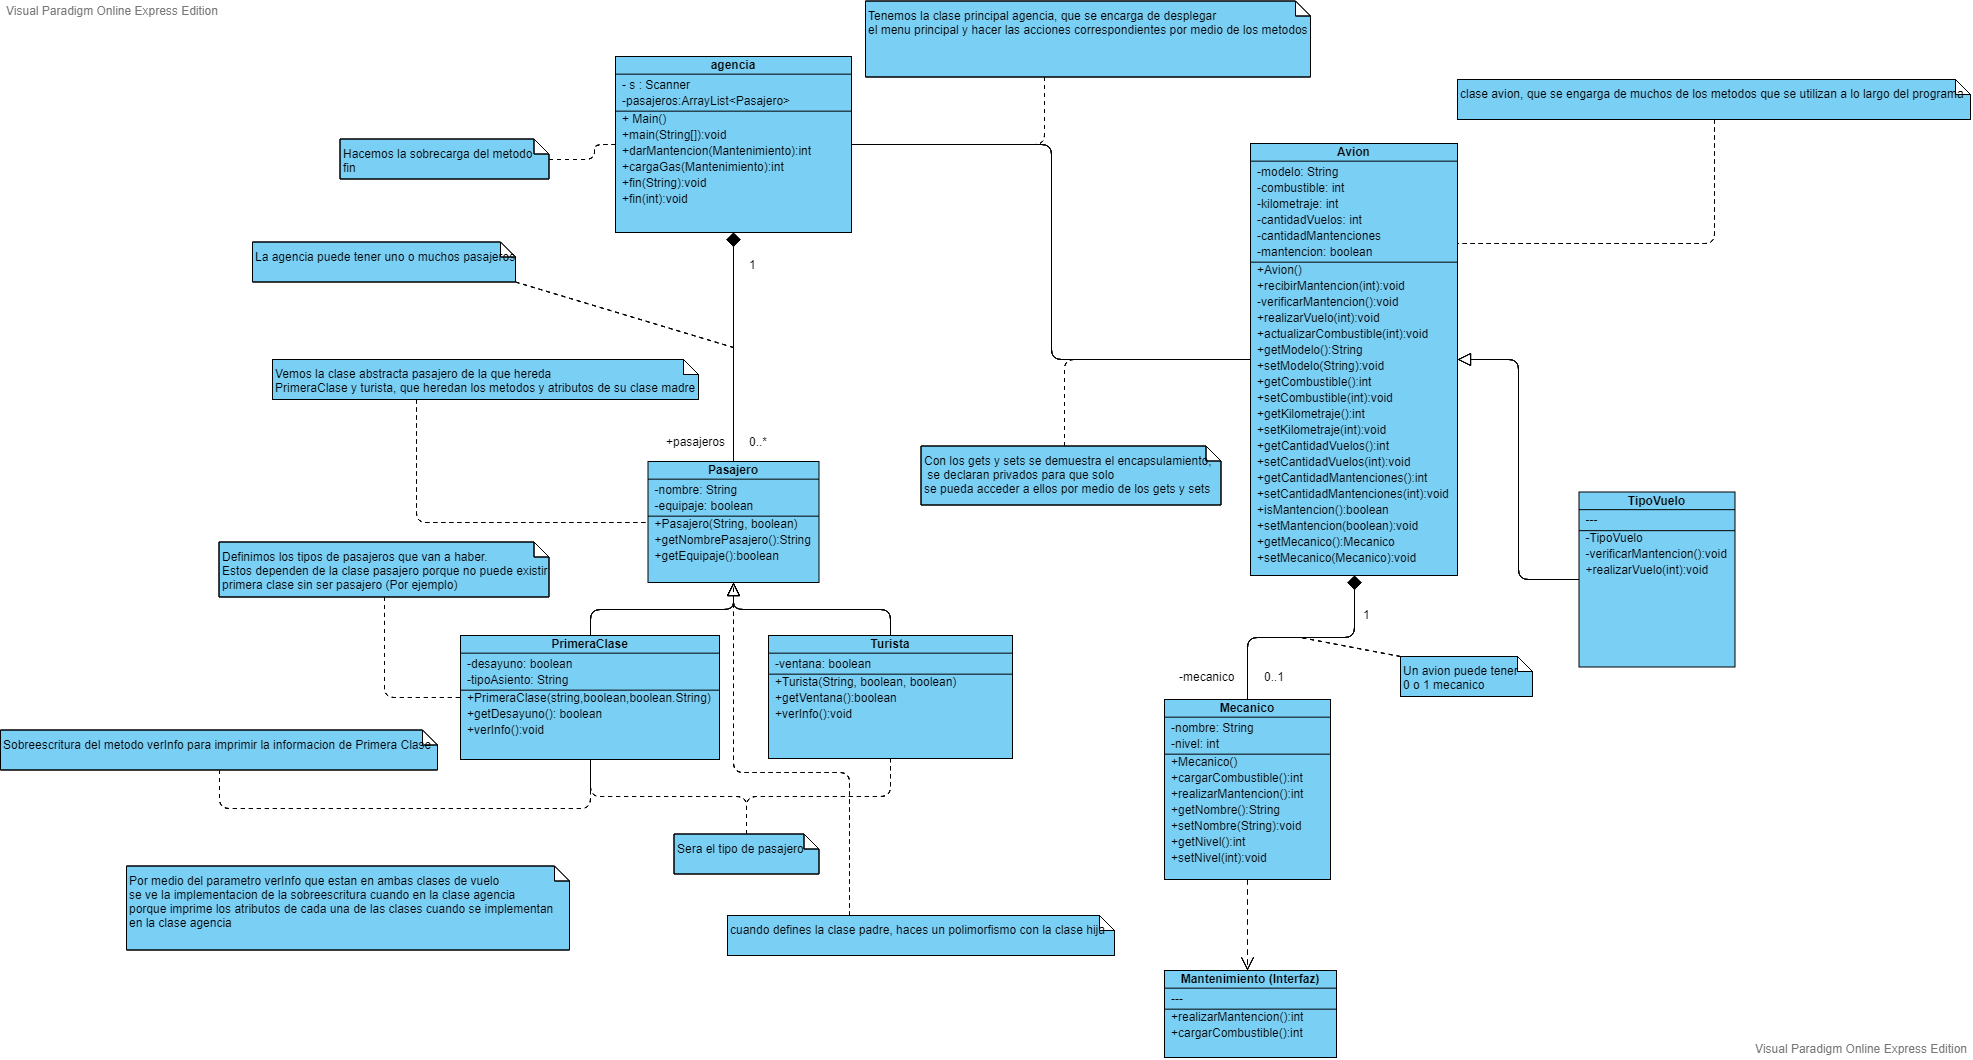 Visual Paradigm Online Express Edition
Tenemos la clase principal agencia, que se encarga de desplegar
el menu principal y hacer las acciones correspondientes por medio de los metodos
agencia
- s : Scanner
-pasajeros:ArrayList<Pasajero>
+ Main()
+main(String[]):void
+darMantencion(Mantenimiento):int
+cargaGas(Mantenimiento):int
+fin(String):void
+fin(int):void
clase avion, que se engarga de muchos de los metodos que se utilizan a lo largo del programa
Hacemos la sobrecarga del metodo
fin
Avion
-modelo: String
-combustible: int
-kilometraje: int
-cantidadVuelos: int
-cantidadMantenciones
-mantencion: boolean
+Avion()
+recibirMantencion(int):void
-verificarMantencion():void
+realizarVuelo(int):void
+actualizarCombustible(int):void
+getModelo():String
+setModelo(String):void
+getCombustible():int
+setCombustible(int):void
+getKilometraje():int
+setKilometraje(int):void
+getCantidadVuelos():int
+setCantidadVuelos(int):void
+getCantidadMantenciones():int
+setCantidadMantenciones(int):void
+isMantencion():boolean
+setMantencion(boolean):void
+getMecanico():Mecanico
+setMecanico(Mecanico):void
La agencia puede tener uno o muchos pasajeros
1
Vemos la clase abstracta pasajero de la que hereda
PrimeraClase y turista, que heredan los metodos y atributos de su clase madre
+pasajeros
0..*
Pasajero
-nombre: String
-equipaje: boolean
+Pasajero(String, boolean)
+getNombrePasajero():String
+getEquipaje():boolean
Con los gets y sets se demuestra el encapsulamiento,
se declaran privados para que solo
se pueda acceder a ellos por medio de los gets y sets
TipoVuelo
---
-TipoVuelo
-verificarMantencion():void
+realizarVuelo(int):void
Definimos los tipos de pasajeros que van a haber.
Estos dependen de la clase pasajero porque no puede existir
primera clase sin ser pasajero (Por ejemplo)
PrimeraClase
-desayuno: boolean
-tipoAsiento: String
+PrimeraClase(string,boolean,boolean.String)
+getDesayuno(): boolean
+verInfo():void
Turista
-ventana: boolean
+Turista(String, boolean, boolean)
+getVentana():boolean
+verInfo():void
1
Un avion puede tener
0 o 1 mecanico
-mecanico
0..1
Mecanico
-nombre: String
-nivel: int
+Mecanico()
+cargarCombustible():int
+realizarMantencion():int
+getNombre():String
+setNombre(String):void
+getNivel():int
+setNivel(int):void
Sobreescritura del metodo verInfo para imprimir la informacion de Primera Clase
Sera el tipo de pasajero
Por medio del parametro verInfo que estan en ambas clases de vuelo
se ve la implementacion de la sobreescritura cuando en la clase agencia
porque imprime los atributos de cada una de las clases cuando se implementan
en la clase agencia
cuando defines la clase padre, haces un polimorfismo con la clase hija
Mantenimiento (Interfaz)
---
+realizarMantencion():int
+cargarCombustible():int
Visual Paradigm Online Express Edition